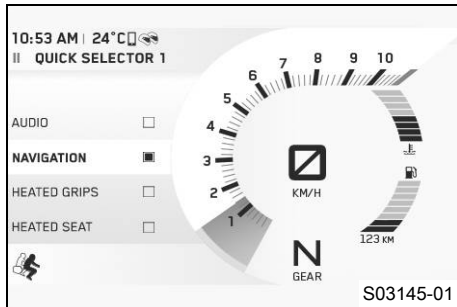 10:53 AM 24°C
QUICK SELECTOR 1
AUDIO
NAVIGATION
HEATED GRIPS
HEATED SEAT
1
2
3
4
5
6
7
8
9
10
0
KM/H
N
GEAR
123 KM
S03145-01